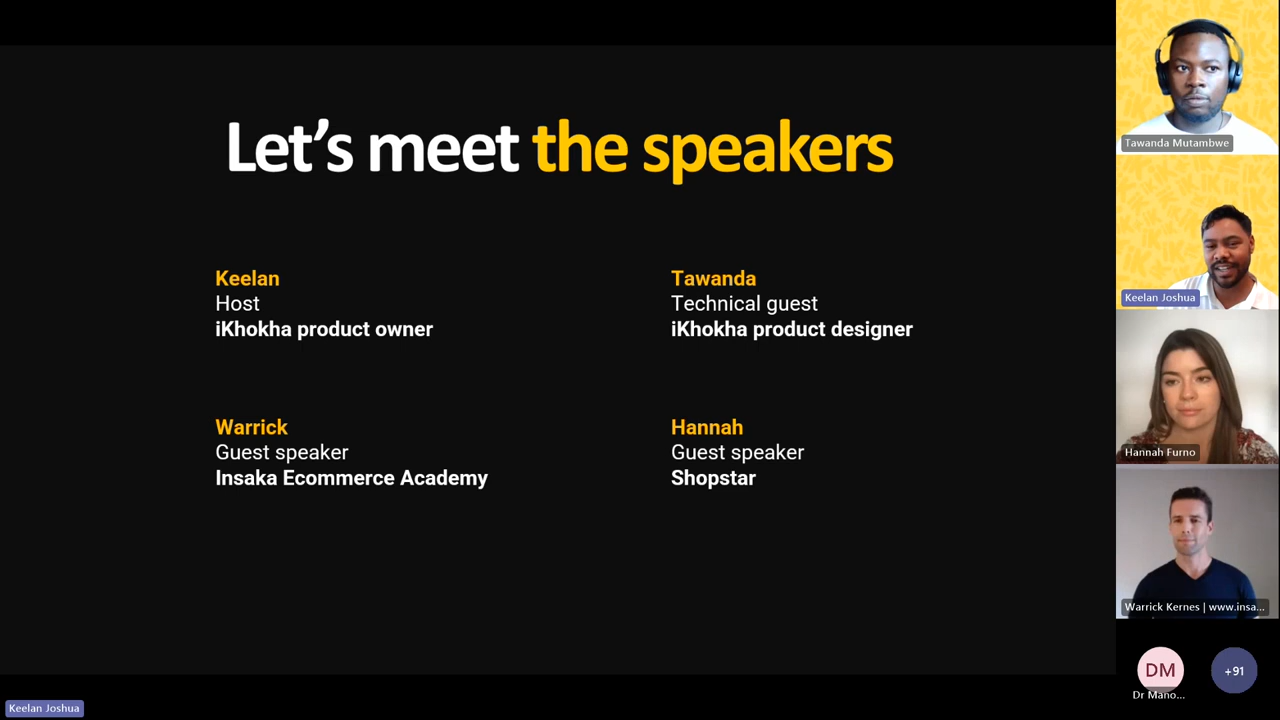 Let's meet the speakers
Keelan
Host
iKhokha product owner
Tawanda
Technical guest
iKhokha product designer
Warrick
Guest speaker
Insaka Ecommerce Academy
Hannah
Guest speaker
Shopstar
Tawanda Mutambwe
Keelan Joshua
Hannah Furno
Warrick Kernes | www.insa...
DM
Dr Mano...
+91
Keelan Joshua